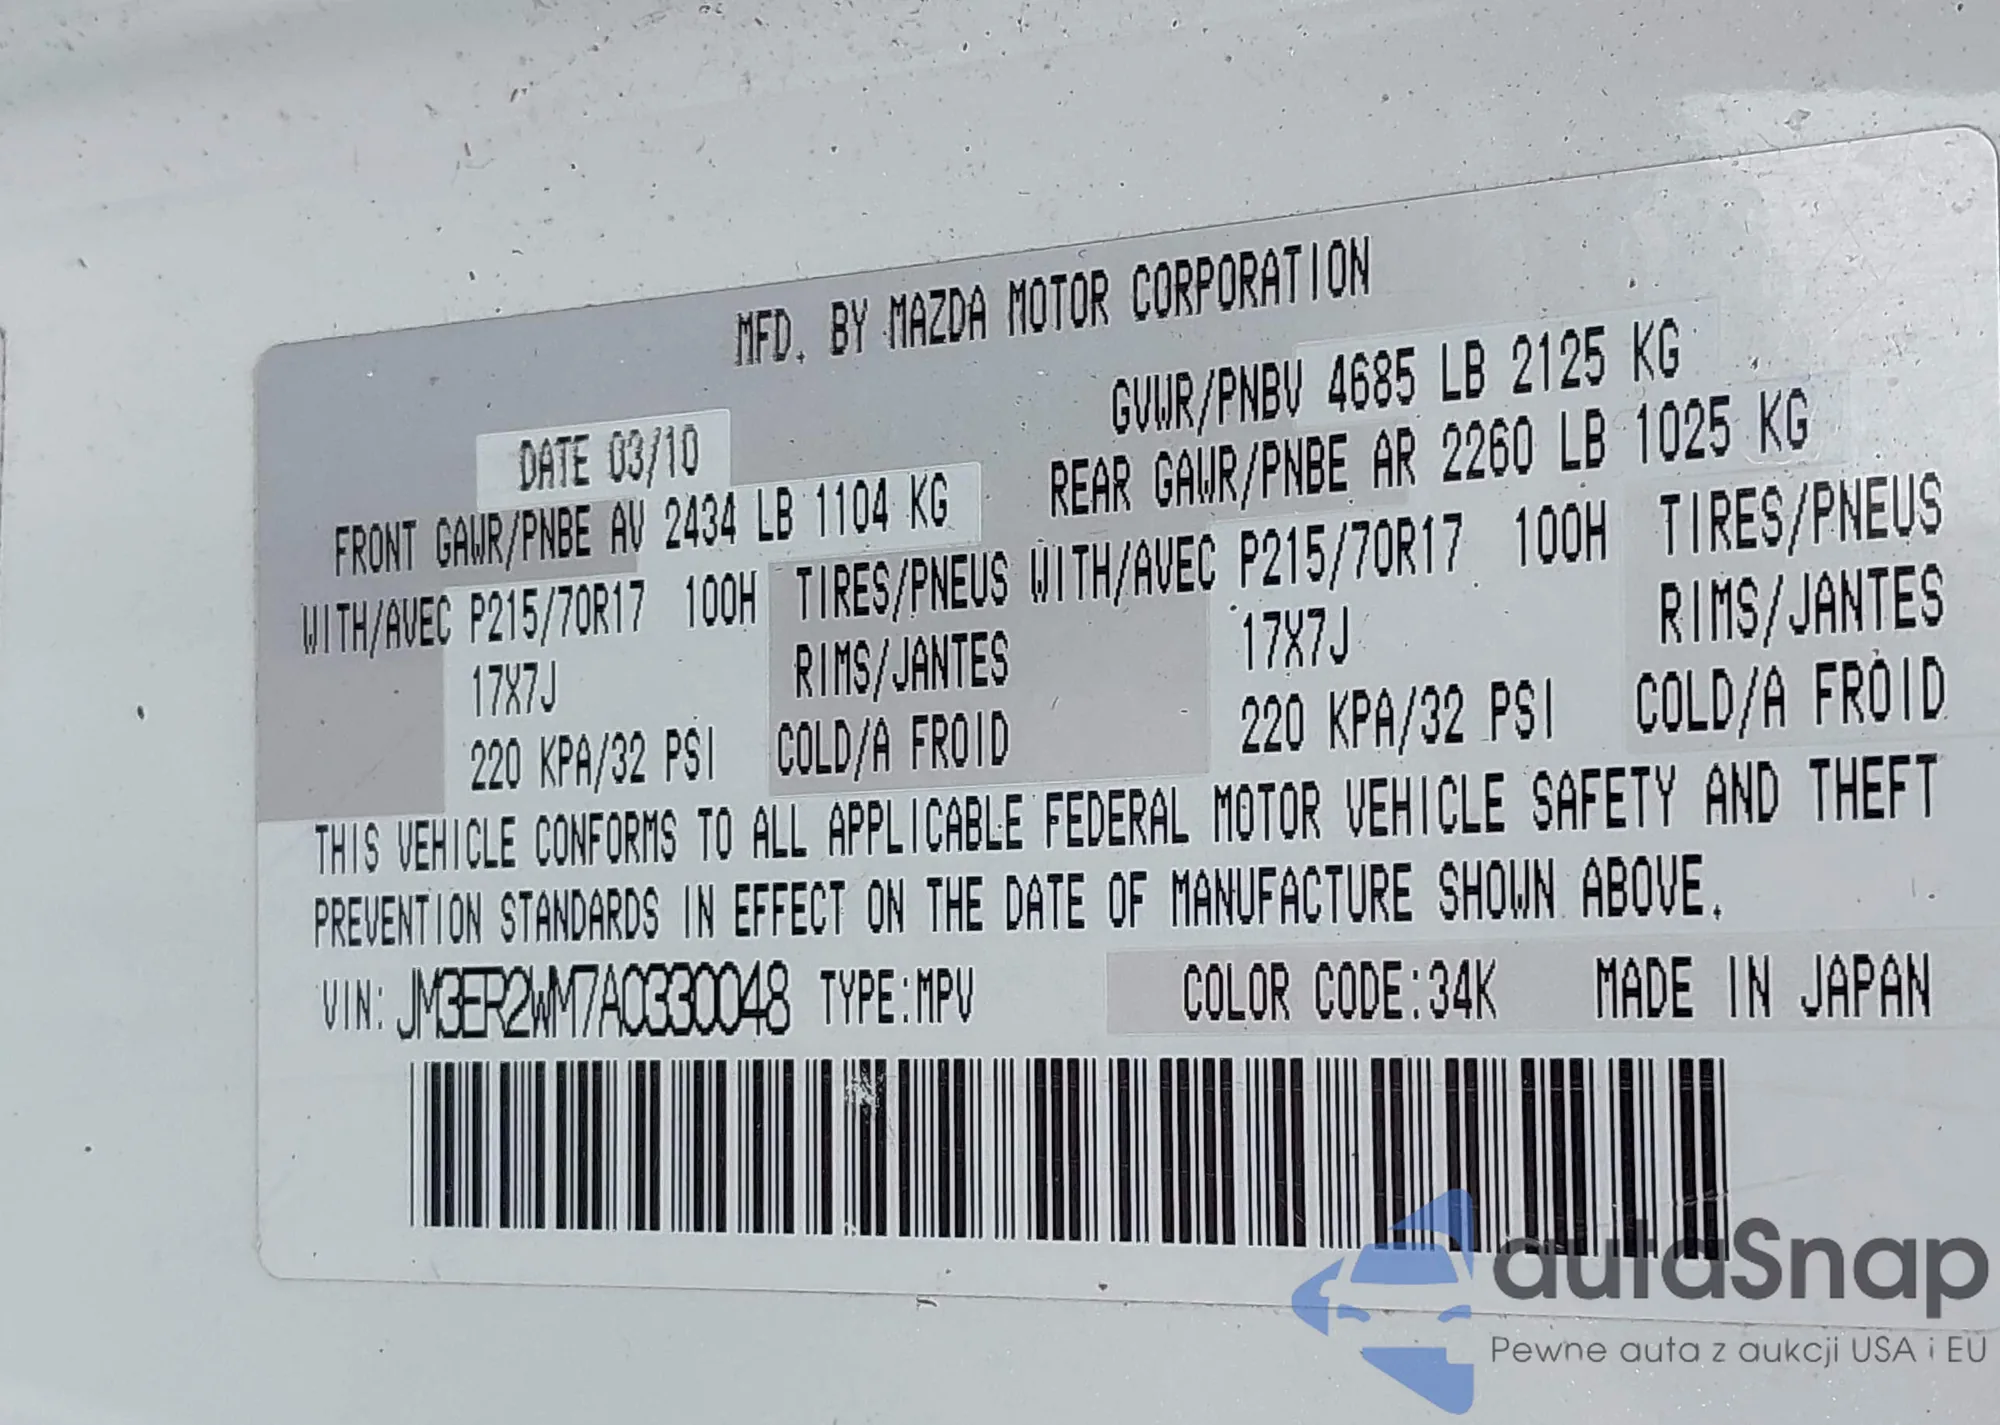 MFD. BY MAZDA MOTOR CORPORATION
GVWR/PNBV 4685 LB 2125 KG
DATE 03/10
FRONT GAWR/PNBE AV 2434 LB 1104 KG REAR GAWR/PNBE AR 2260 LB 1025 KG
WITH/AVEC P215/70R17 100H TIRES/PNEUS WITH/AVEC P215/70R17 100H TIRES/PNEUS
17X7J RIMS/JANTES 17X7J RIMS/JANTES
220 KPA/32 PSI COLD/A FROID 220 KPA/32 PSI COLD/A FROID
THIS VEHICLE CONFORMS TO ALL APPLICABLE FEDERAL MOTOR VEHICLE SAFETY AND THEFT
PREVENTION STANDARDS IN EFFECT ON THE DATE OF MANUFACTURE SHOWN ABOVE.
VIN: JM3ER2WM7A0330048 TYPE:MPV COLOR CODE:34K MADE IN JAPAN
autaSnap
Pewne auta z aukcji USA i EU